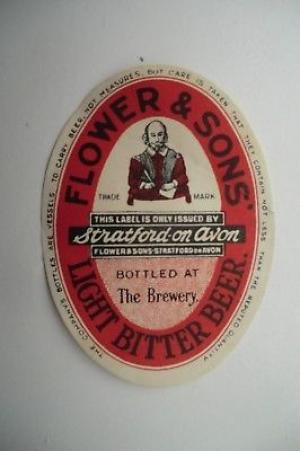 THE COMPANY'S BOTTLES ARE VESSELS TO CARRY BEER, NOT MEASURES, BUT CARE IS TAKEN THAT THEY CONTAIN NOT LESS THAN THE REPUTED QUANTITY
FLOWER & SONS'
TRADE MARK
THIS LABEL IS ONLY ISSUED BY
Stratford-on-Avon
FLOWER & SONS·STRATFORD ON AVON
BOTTLED AT
The Brewery.
LIGHT BITTER BEER.